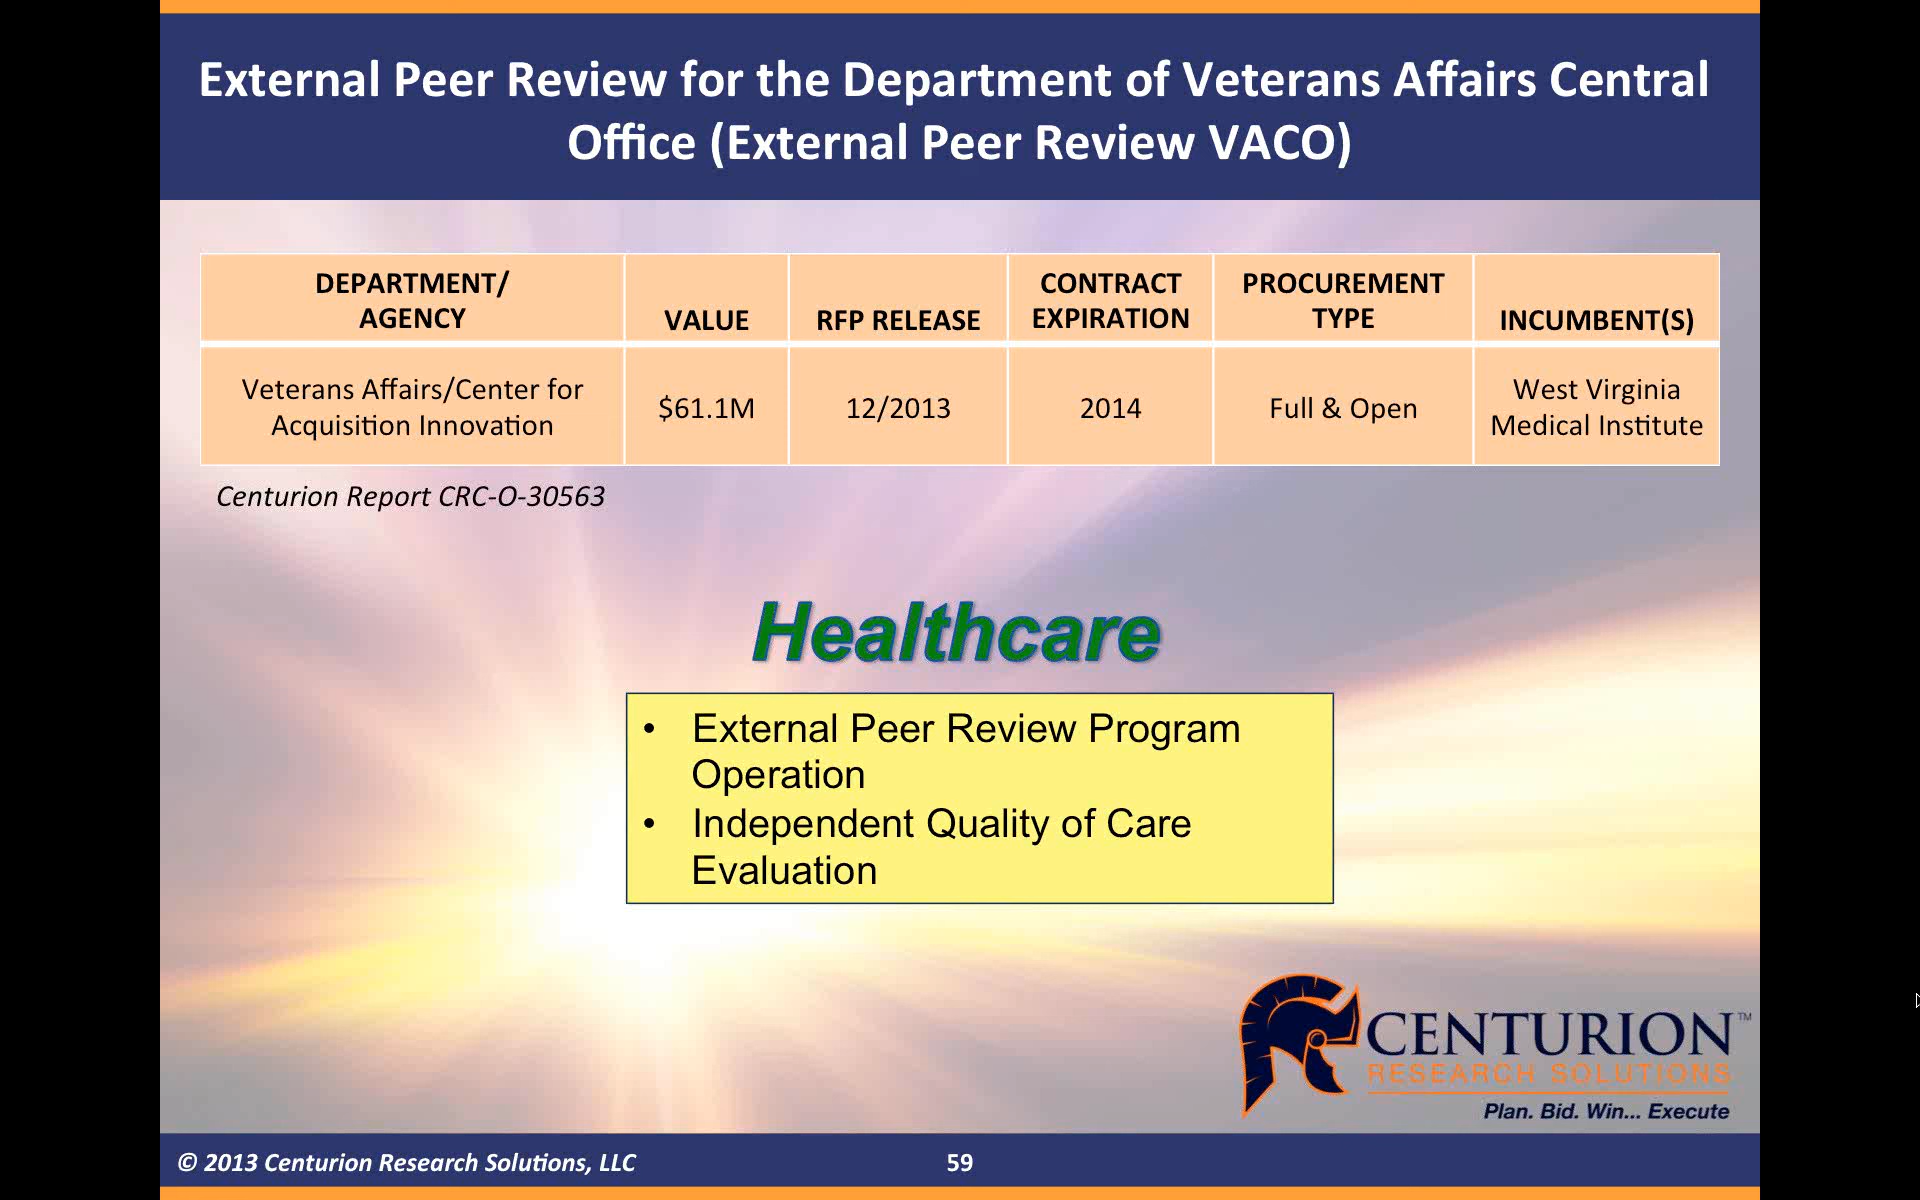 External Peer Review for the Department of Veterans Affairs Central
Office (External Peer Review VACO)
DEPARTMENT/
AGENCY
VALUE
RFP RELEASE
CONTRACT
EXPIRATION
PROCUREMENT
TYPE
INCUMBENT(S)
Veterans Affairs/Center for
Acquisition Innovation
$61.1M
12/2013
2014
Full & Open
West Virginia
Medical Institute
Centurion Report CRC-O-30563
Healthcare
• External Peer Review Program
Operation
• Independent Quality of Care
Evaluation
CENTURION™
RESEARCH SOLUTIONS
Plan. Bid. Win... Execute
© 2013 Centurion Research Solutions, LLC
59